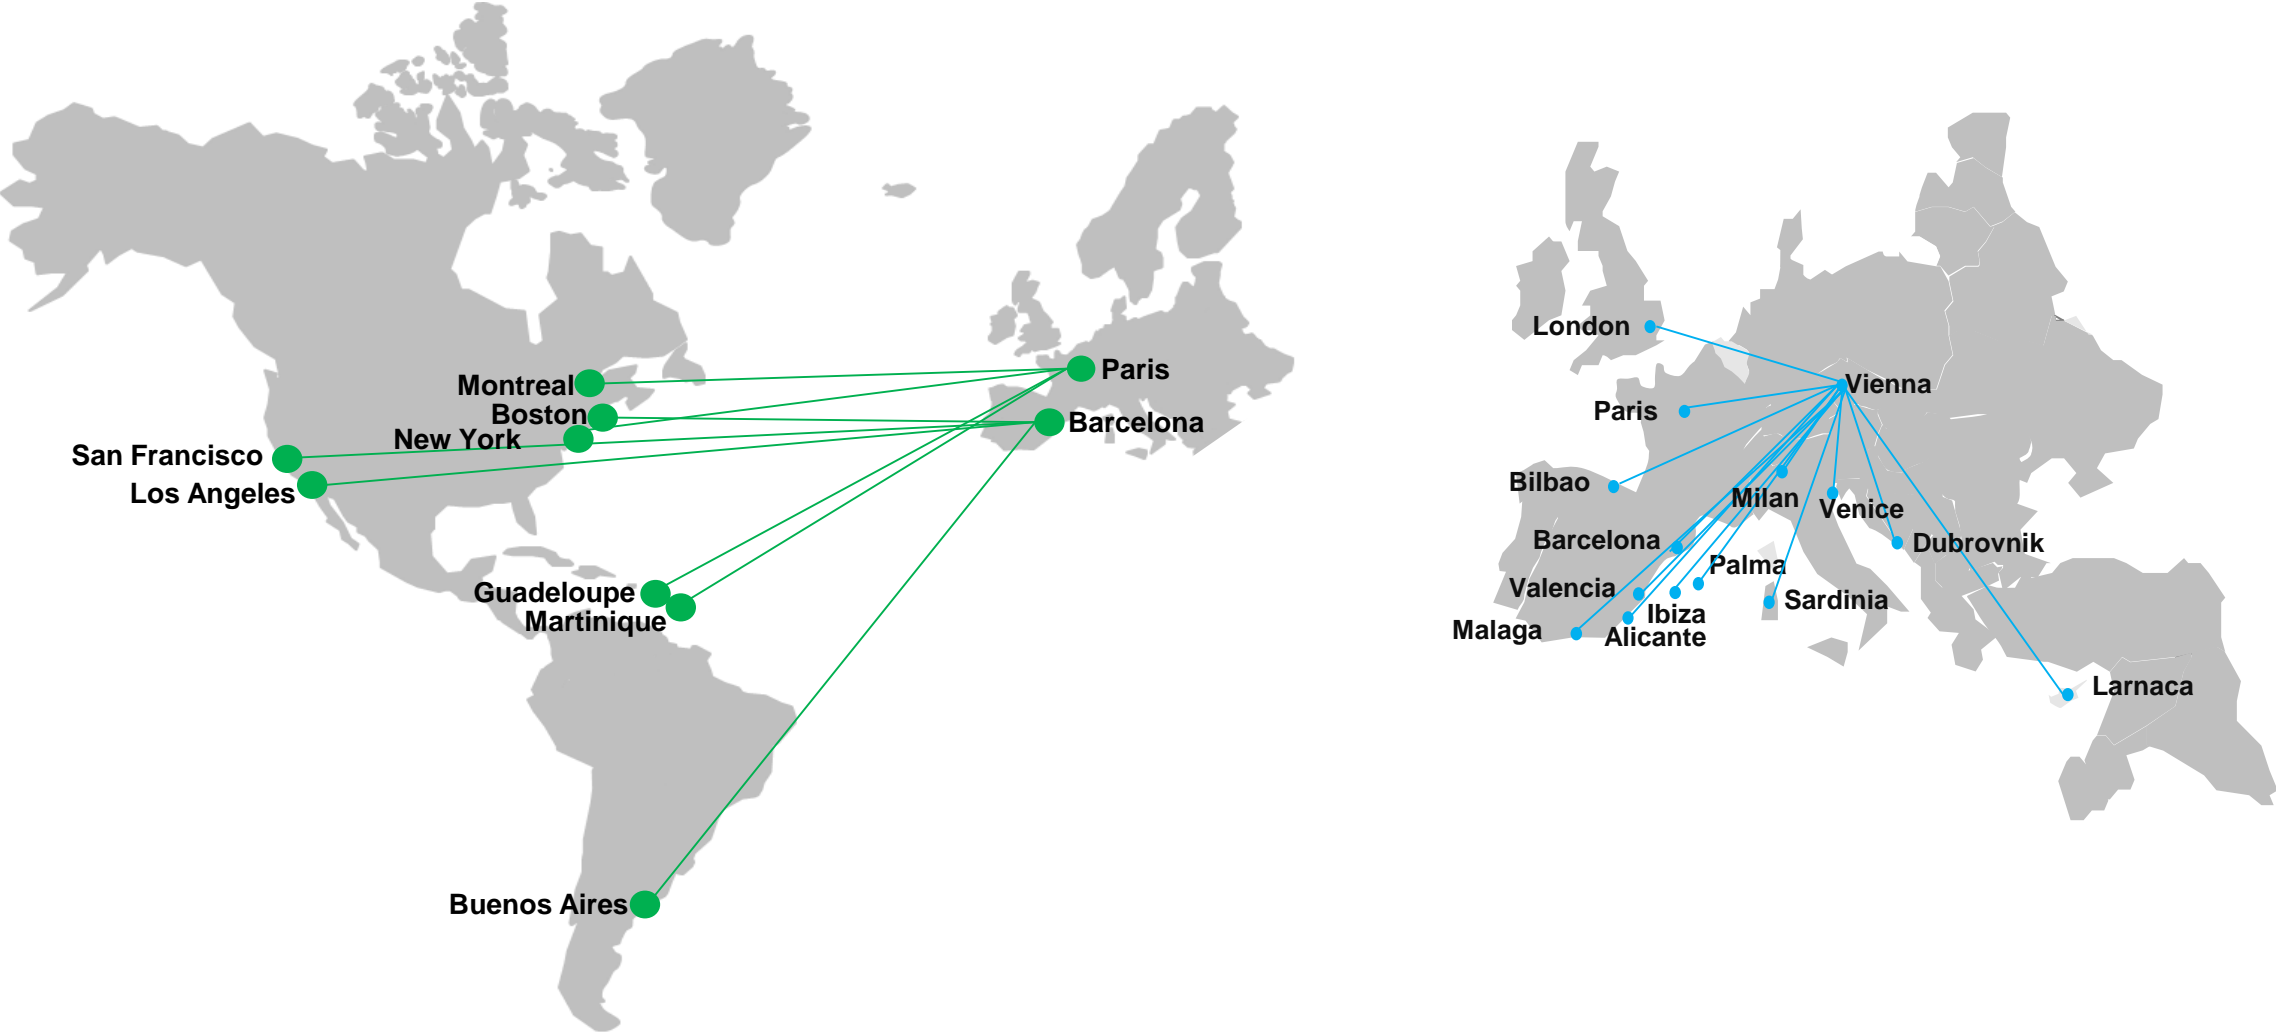 Paris
Montreal
Boston
Barcelona
New York
San Francisco
Los Angeles
Guadeloupe
Martinique
Buenos Aires
London
Vienna
Paris
Bilbao
Milan
Venice
Barcelona
Dubrovnik
Palma
Valencia
Sardinia
Ibiza
Malaga
Alicante
Larnaca